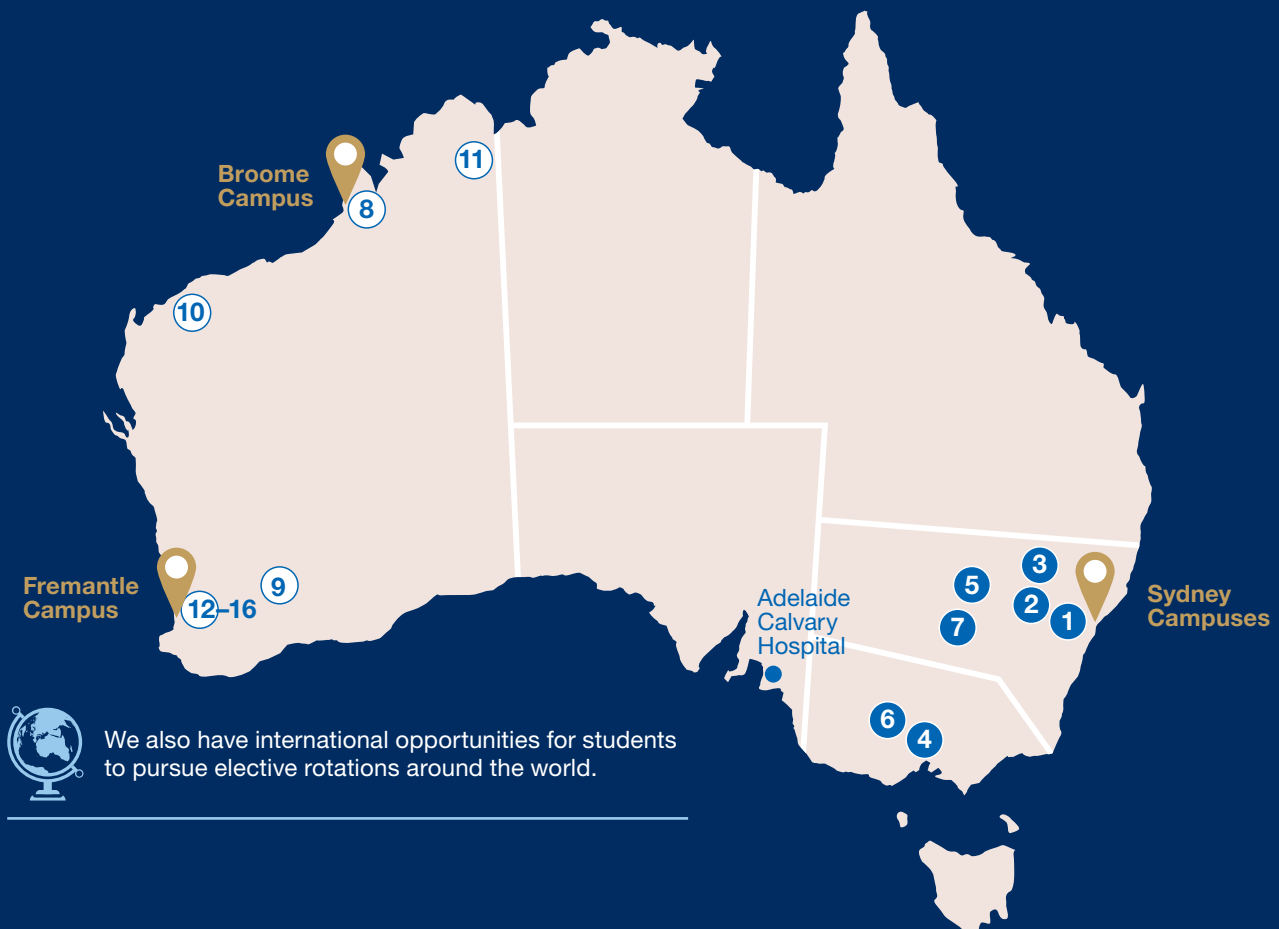 11
Broome
Campus
8
10
3
Fremantle
Campus
9
12–16
5
2
1
Sydney
Campuses
7
Adelaide
Calvary
Hospital
6
4
We also have international opportunities for students
to pursue elective rotations around the world.